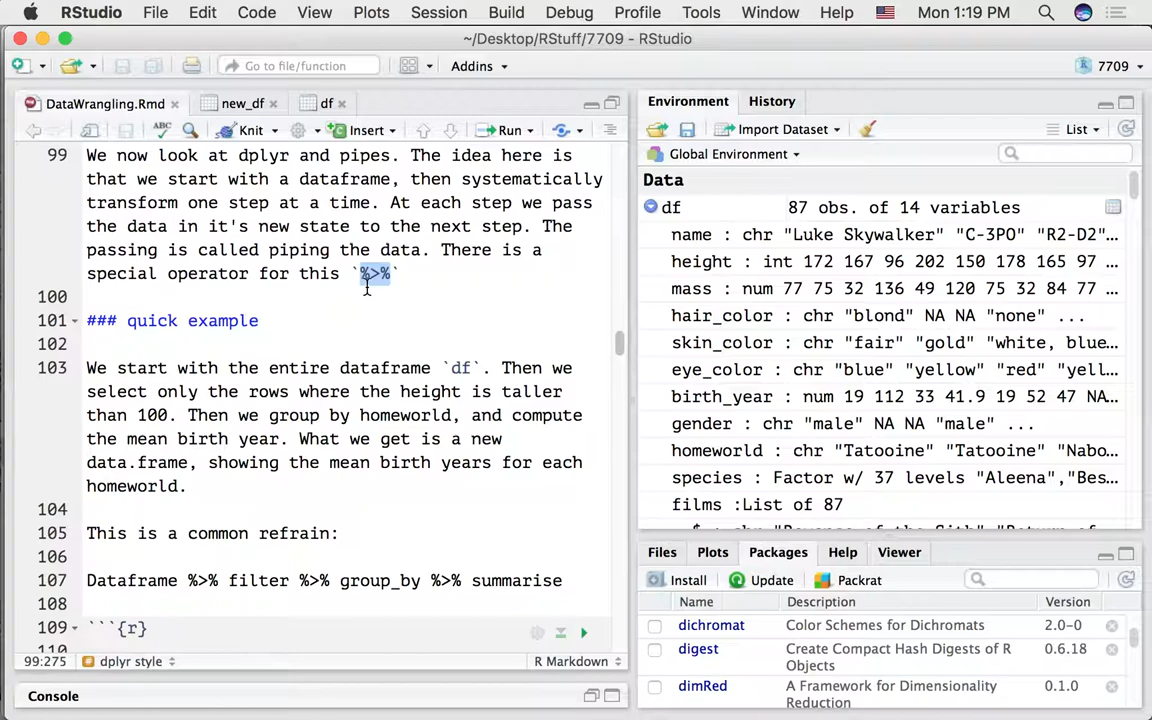 RStudio File Edit Code View Plots Session Build Debug Profile Tools Window Help Mon 1:19 PM
~/Desktop/RStuff/7709 - RStudio
Go to file/function Addins 7709
DataWrangling.Rmd new_df df
ABC Knit Insert Run
99 We now look at dplyr and pipes. The idea here is
that we start with a dataframe, then systematically
transform one step at a time. At each step we pass
the data in it's new state to the next step. The
passing is called piping the data. There is a
special operator for this `%>%`
100
101 ### quick example
102
103 We start with the entire dataframe `df`. Then we
select only the rows where the height is taller
than 100. Then we group by homeworld, and compute
the mean birth year. What we get is a new
data.frame, showing the mean birth years for each
homeworld.
104
105 This is a common refrain:
106
107 Dataframe %>% filter %>% group_by %>% summarise
108
109 ```{r}
110
99:275 # dplyr style R Markdown
Console
Environment History
Import Dataset List
Global Environment
Data
df 87 obs. of 14 variables
name : chr "Luke Skywalker" "C-3PO" "R2-D2"…
height : int 172 167 96 202 150 178 165 97 …
mass : num 77 75 32 136 49 120 75 32 84 77 …
hair_color : chr "blond" NA NA "none" ...
skin_color : chr "fair" "gold" "white, blue…
eye_color : chr "blue" "yellow" "red" "yell…
birth_year : num 19 112 33 41.9 19 52 47 NA…
gender : chr "male" NA NA "male" ...
homeworld : chr "Tatooine" "Tatooine" "Nabo…
species : Factor w/ 37 levels "Aleena","Bes…
films :List of 87
Files Plots Packages Help Viewer
Install Update Packrat
Name Description Version
dichromat Color Schemes for Dichromats 2.0-0
digest Create Compact Hash Digests of R
Objects 0.6.18
dimRed A Framework for Dimensionality
Reduction 0.1.0